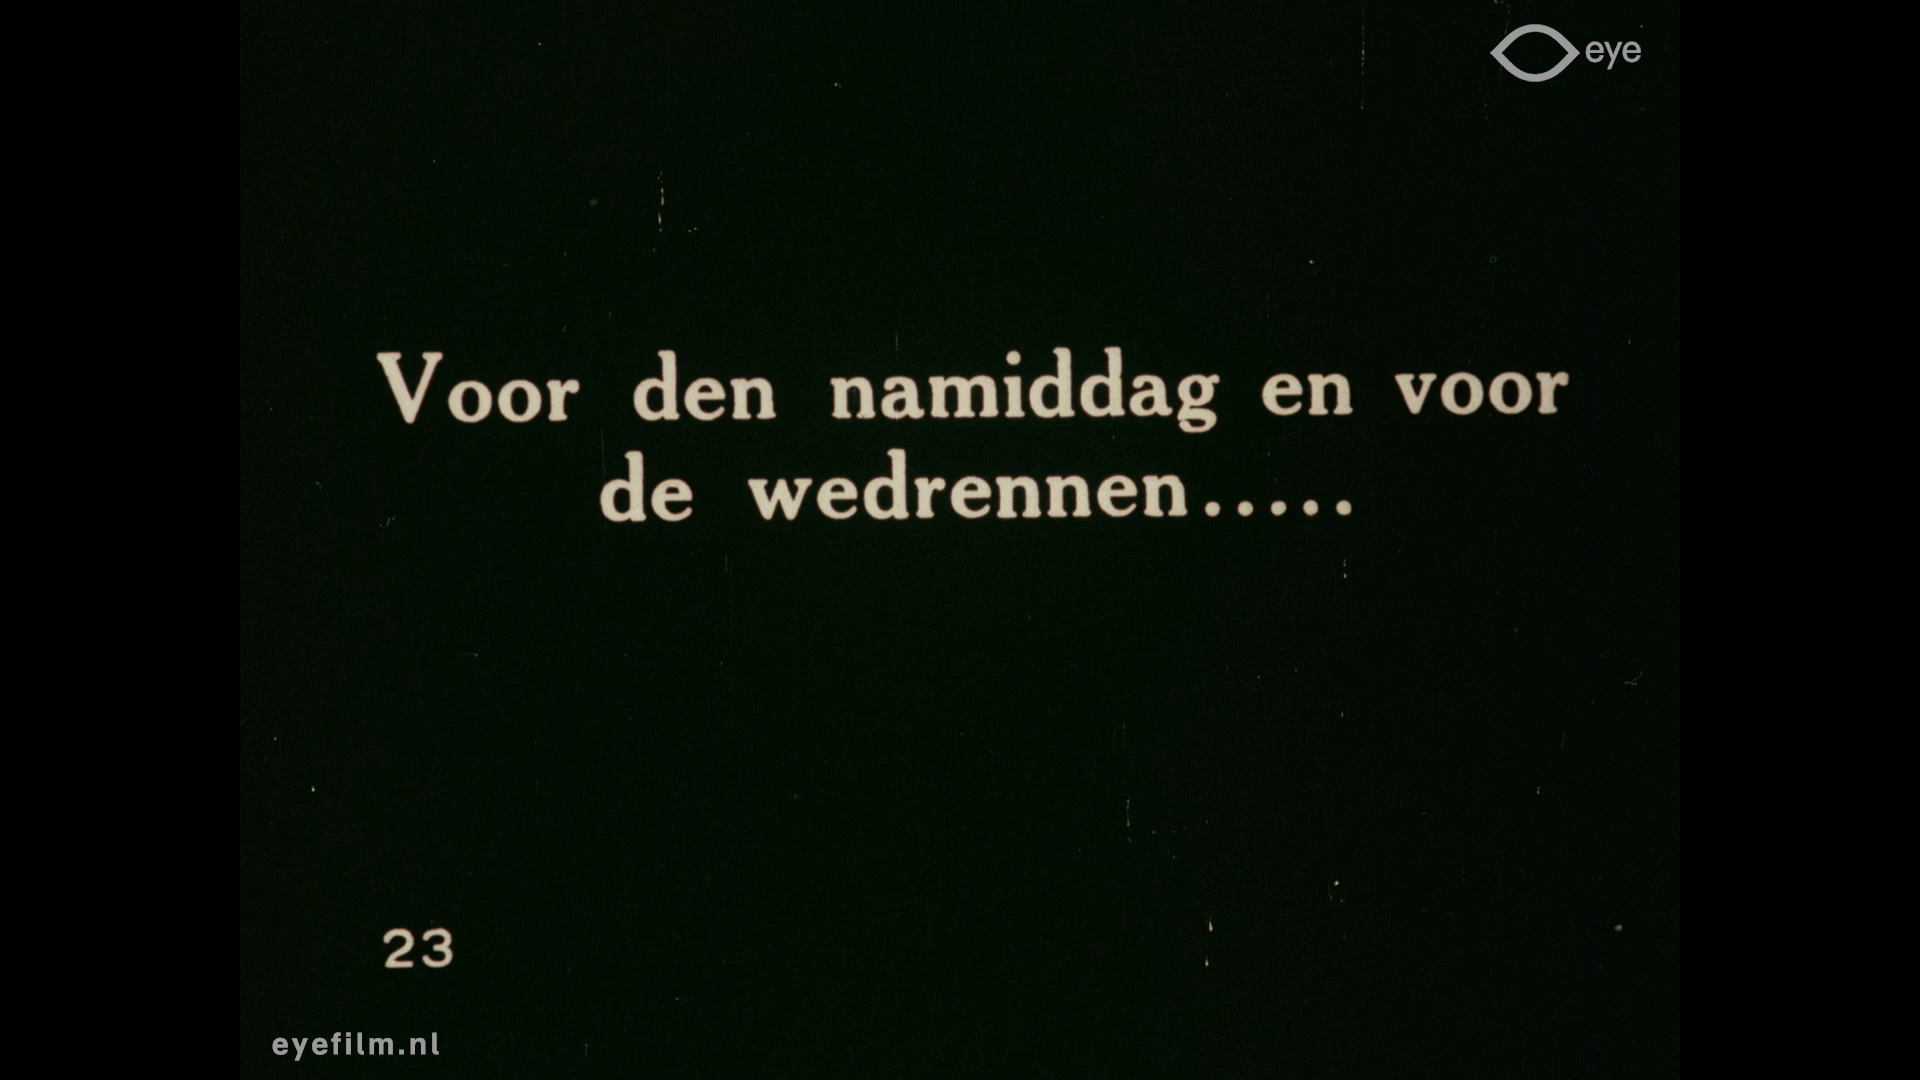 eye
Voor den namiddag en voor
de wedrennen.....
23
eyefilm.nl